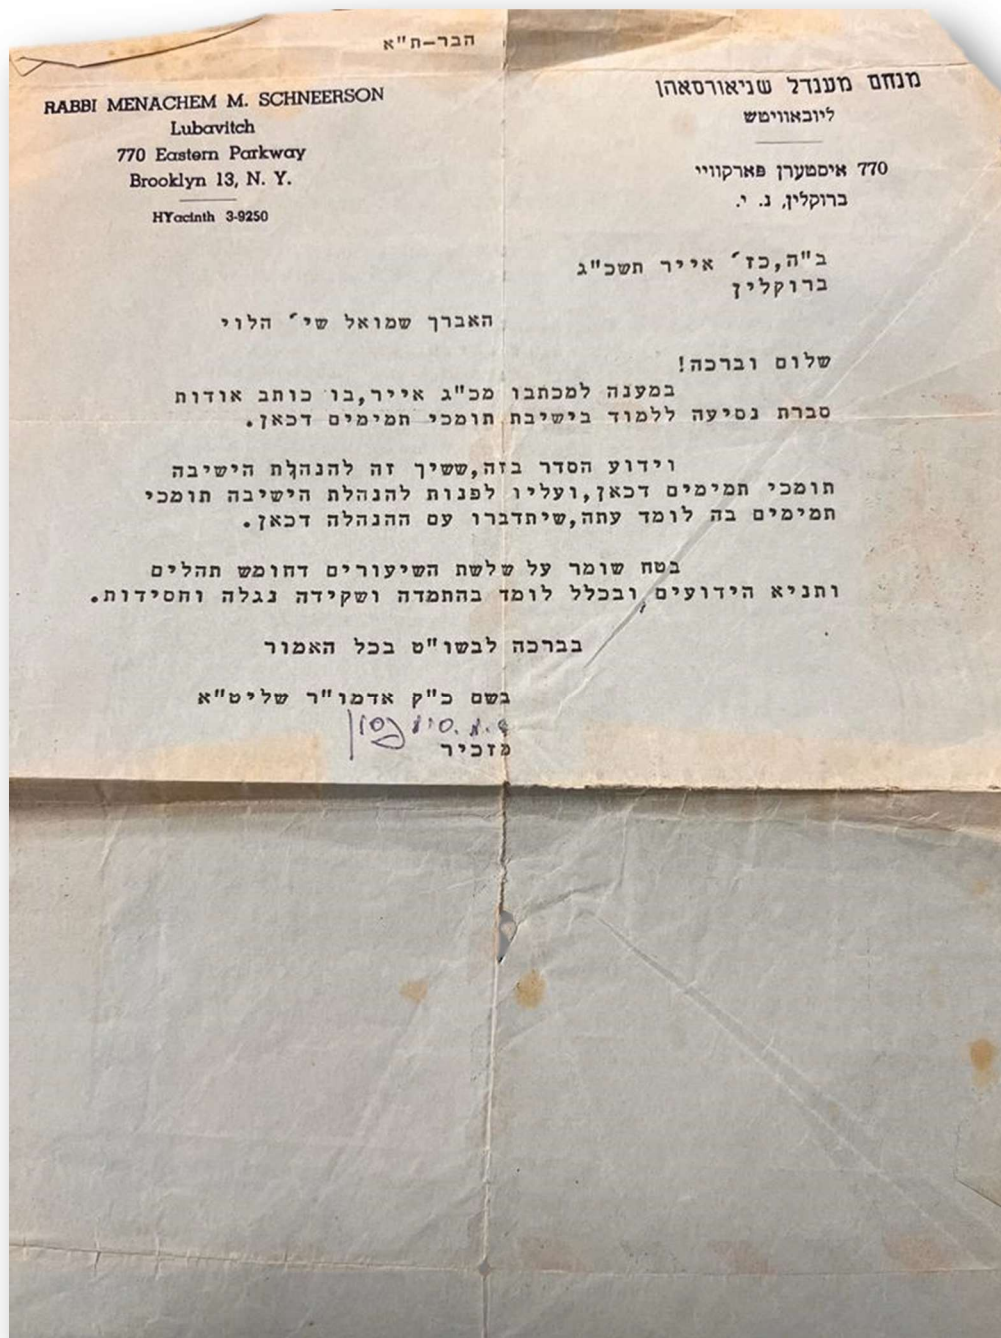 הבר-ת"א
RABBI MENACHEM M. SCHNEERSON
Lubavitch
770 Eastern Parkway
Brooklyn 13, N. Y.
HYacinth 3-9250
מנחם מענדל שניאורסאהן
ליובאוויטש
770 איסטערן פארקוויי
ברוקלין, נ. י.
ב"ה,כז׳ אייר תשכ"ג
ברוקלין
האברך שמואל שי׳ הלוי
שלום וברכה!
במענה למכתבו מכ"ג אייר,בו כותב אודות
סברת נסיעה ללמוד בישיבת תומכי תמימים דכאן.
וידוע הסדר בזה,ששיך זה להנהלת הישיבה
תומכי תמימים דכאן,ועליו לפנות להנהלת הישיבה תומכי
תמימים בה לומד עתה,שיתדברו עם ההנהלה דכאן.
בטח שומר על שלשת השיעורים דחומש תהלים
ותניא הידועים,ובכלל לומד בהתמדה ושקידה נגלה וחסידות.
בברכה לבשו"ט בכל האמור
בשם כ"ק אדמו"ר שליט"א
מזכיר